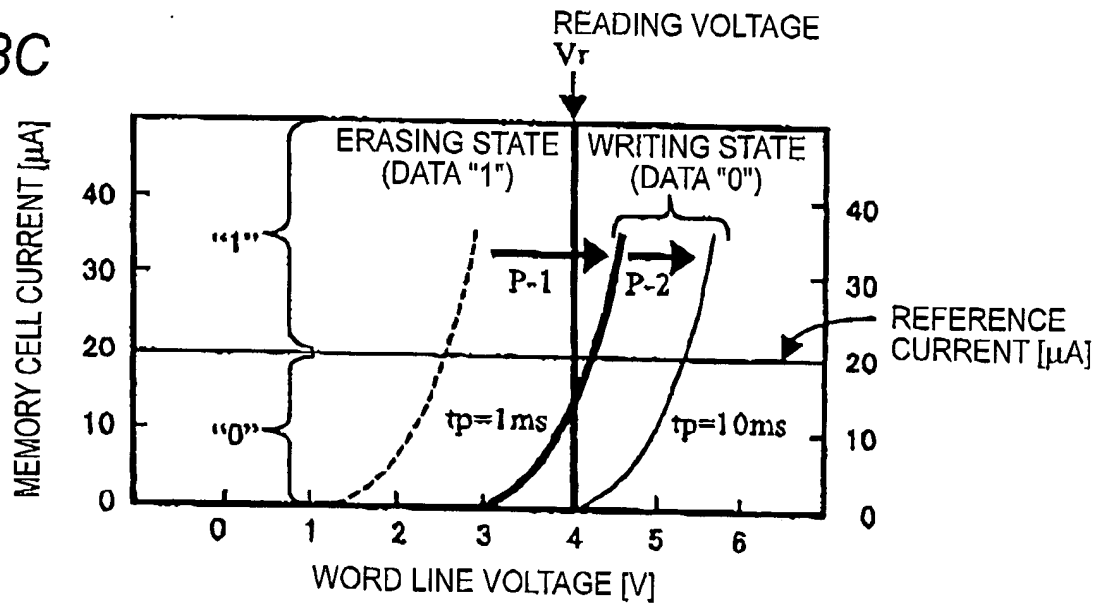 3C
READING VOLTAGE
Vr
MEMORY CELL CURRENT [µA]
ERASING STATE
(DATA "1")
WRITING STATE
(DATA "0")
40
30
20
10
0
"1"
"0"
P-1
P-2
tp=1ms
tp=10ms
40
30
20
10
0
REFERENCE
CURRENT [µA]
0 1 2 3 4 5 6
WORD LINE VOLTAGE [V]